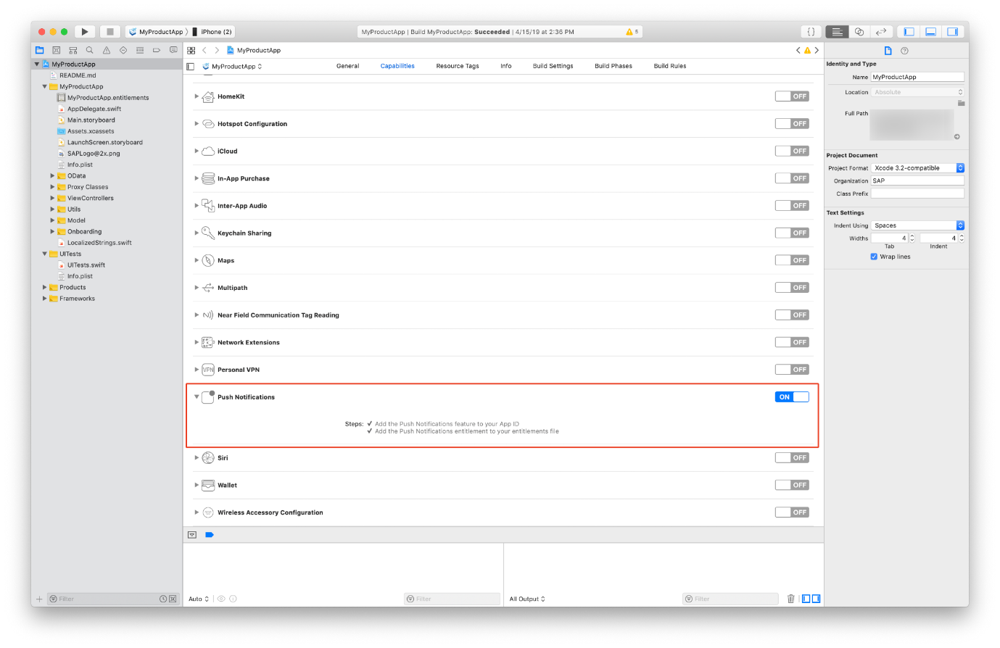 MyProductApp 〉 iPhone (2)
MyProductApp | Build MyProductApp: Succeeded | 4/15/19 at 2:36 PM
5
{ }
MyProductApp
README.md
MyProductApp
MyProductApp.entitlements
AppDelegate.swift
Main.storyboard
Assets.xcassets
LaunchScreen.storyboard
SAPLogo@2x.png
Info.plist
OData
Proxy Classes
ViewControllers
Utils
Model
Onboarding
LocalizedStrings.swift
UITests
UITests.swift
Info.plist
Products
Frameworks
Filter
MyProductApp
MyProductApp
General
Capabilities
Resource Tags
Info
Build Settings
Build Phases
Build Rules
HomeKit OFF
Hotspot Configuration OFF
iCloud OFF
In-App Purchase OFF
Inter-App Audio OFF
Keychain Sharing OFF
Maps OFF
Multipath OFF
Near Field Communication Tag Reading OFF
Network Extensions OFF
VPN Personal VPN OFF
Push Notifications ON
Steps: ✓ Add the Push Notifications feature to your App ID
✓ Add the Push Notifications entitlement to your entitlements file
Siri OFF
Wallet OFF
Wireless Accessory Configuration OFF
Auto
Filter
All Output
Filter
Identity and Type
Name MyProductApp
Location Absolute
Full Path
Project Document
Project Format Xcode 3.2-compatible
Organization SAP
Class Prefix
Text Settings
Indent Using Spaces
Widths 4 4
Tab Indent
Wrap lines